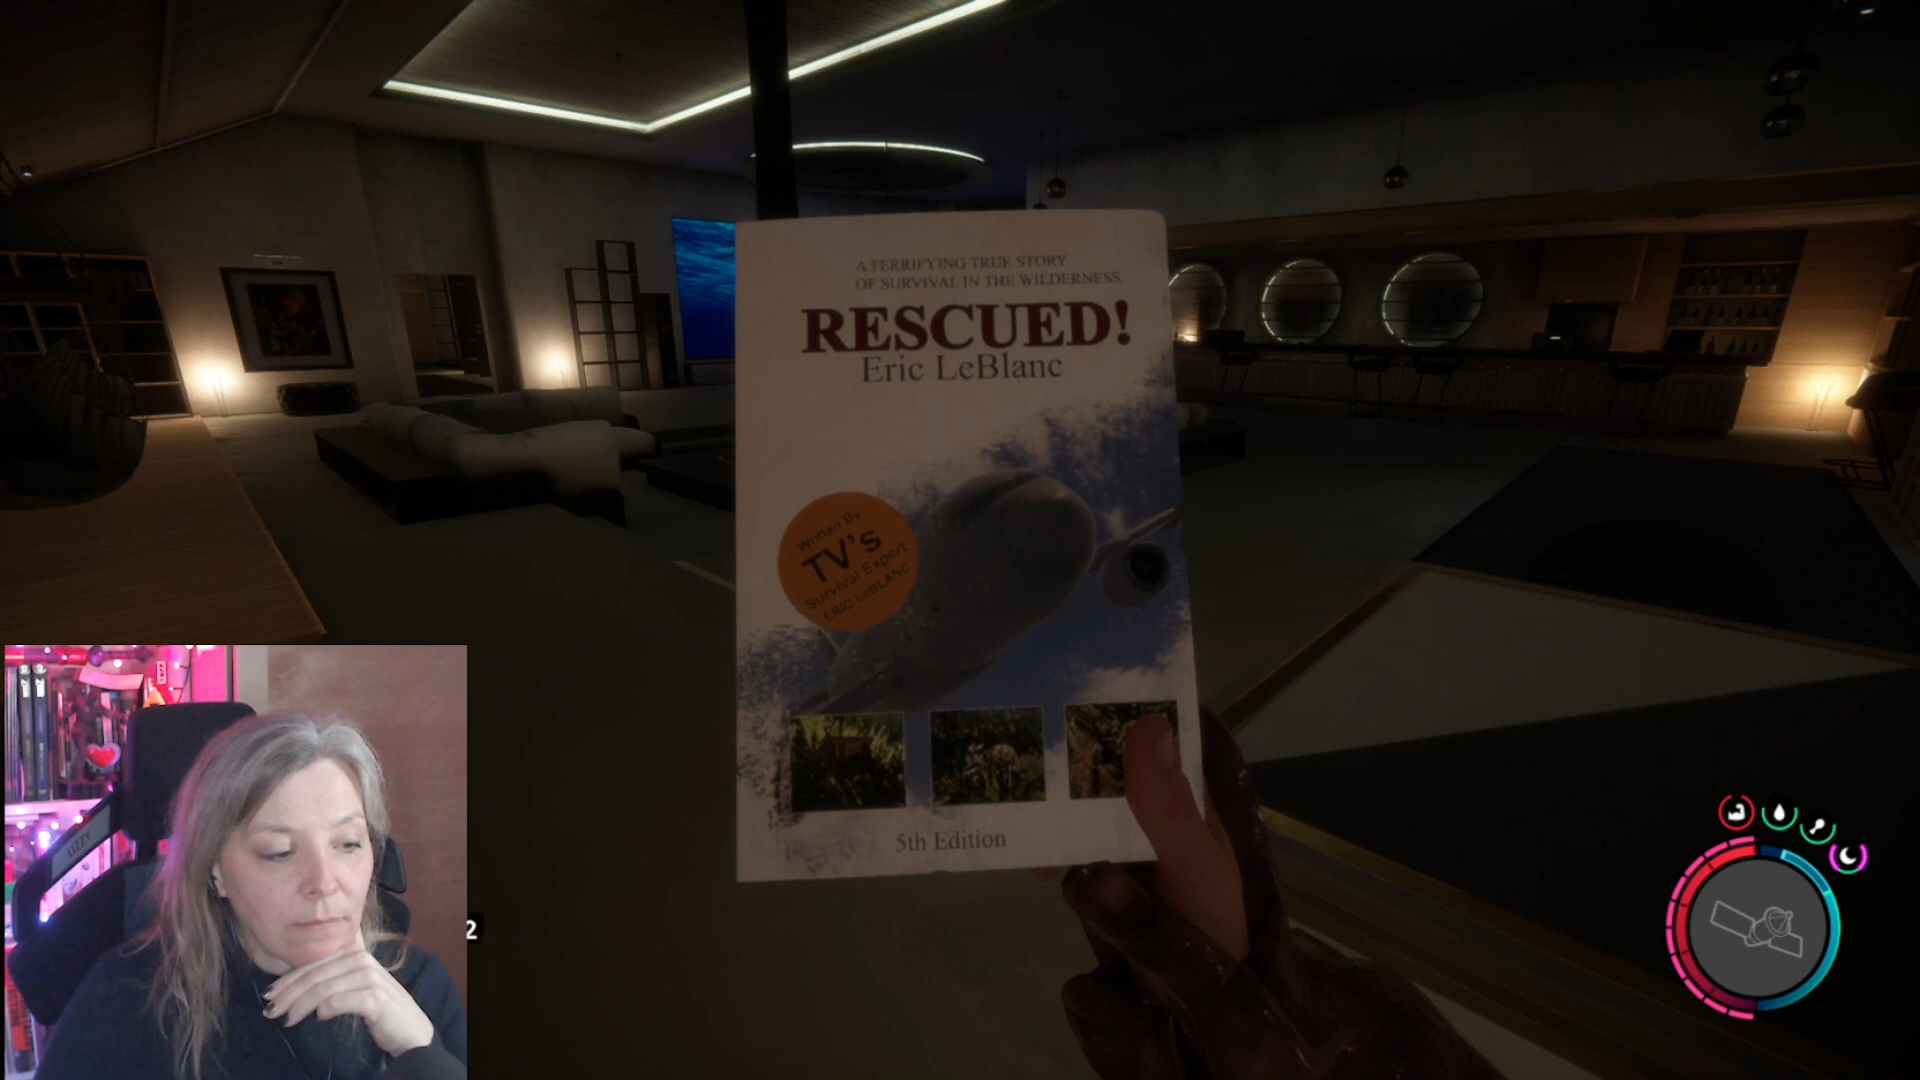 A TERRIFYING TRUE STORY
OF SURVIVAL IN THE WILDERNESS
RESCUED!
Eric LeBlanc
Written By
TV's
Survival Expert
ERIC LeBLANC
5th Edition
2